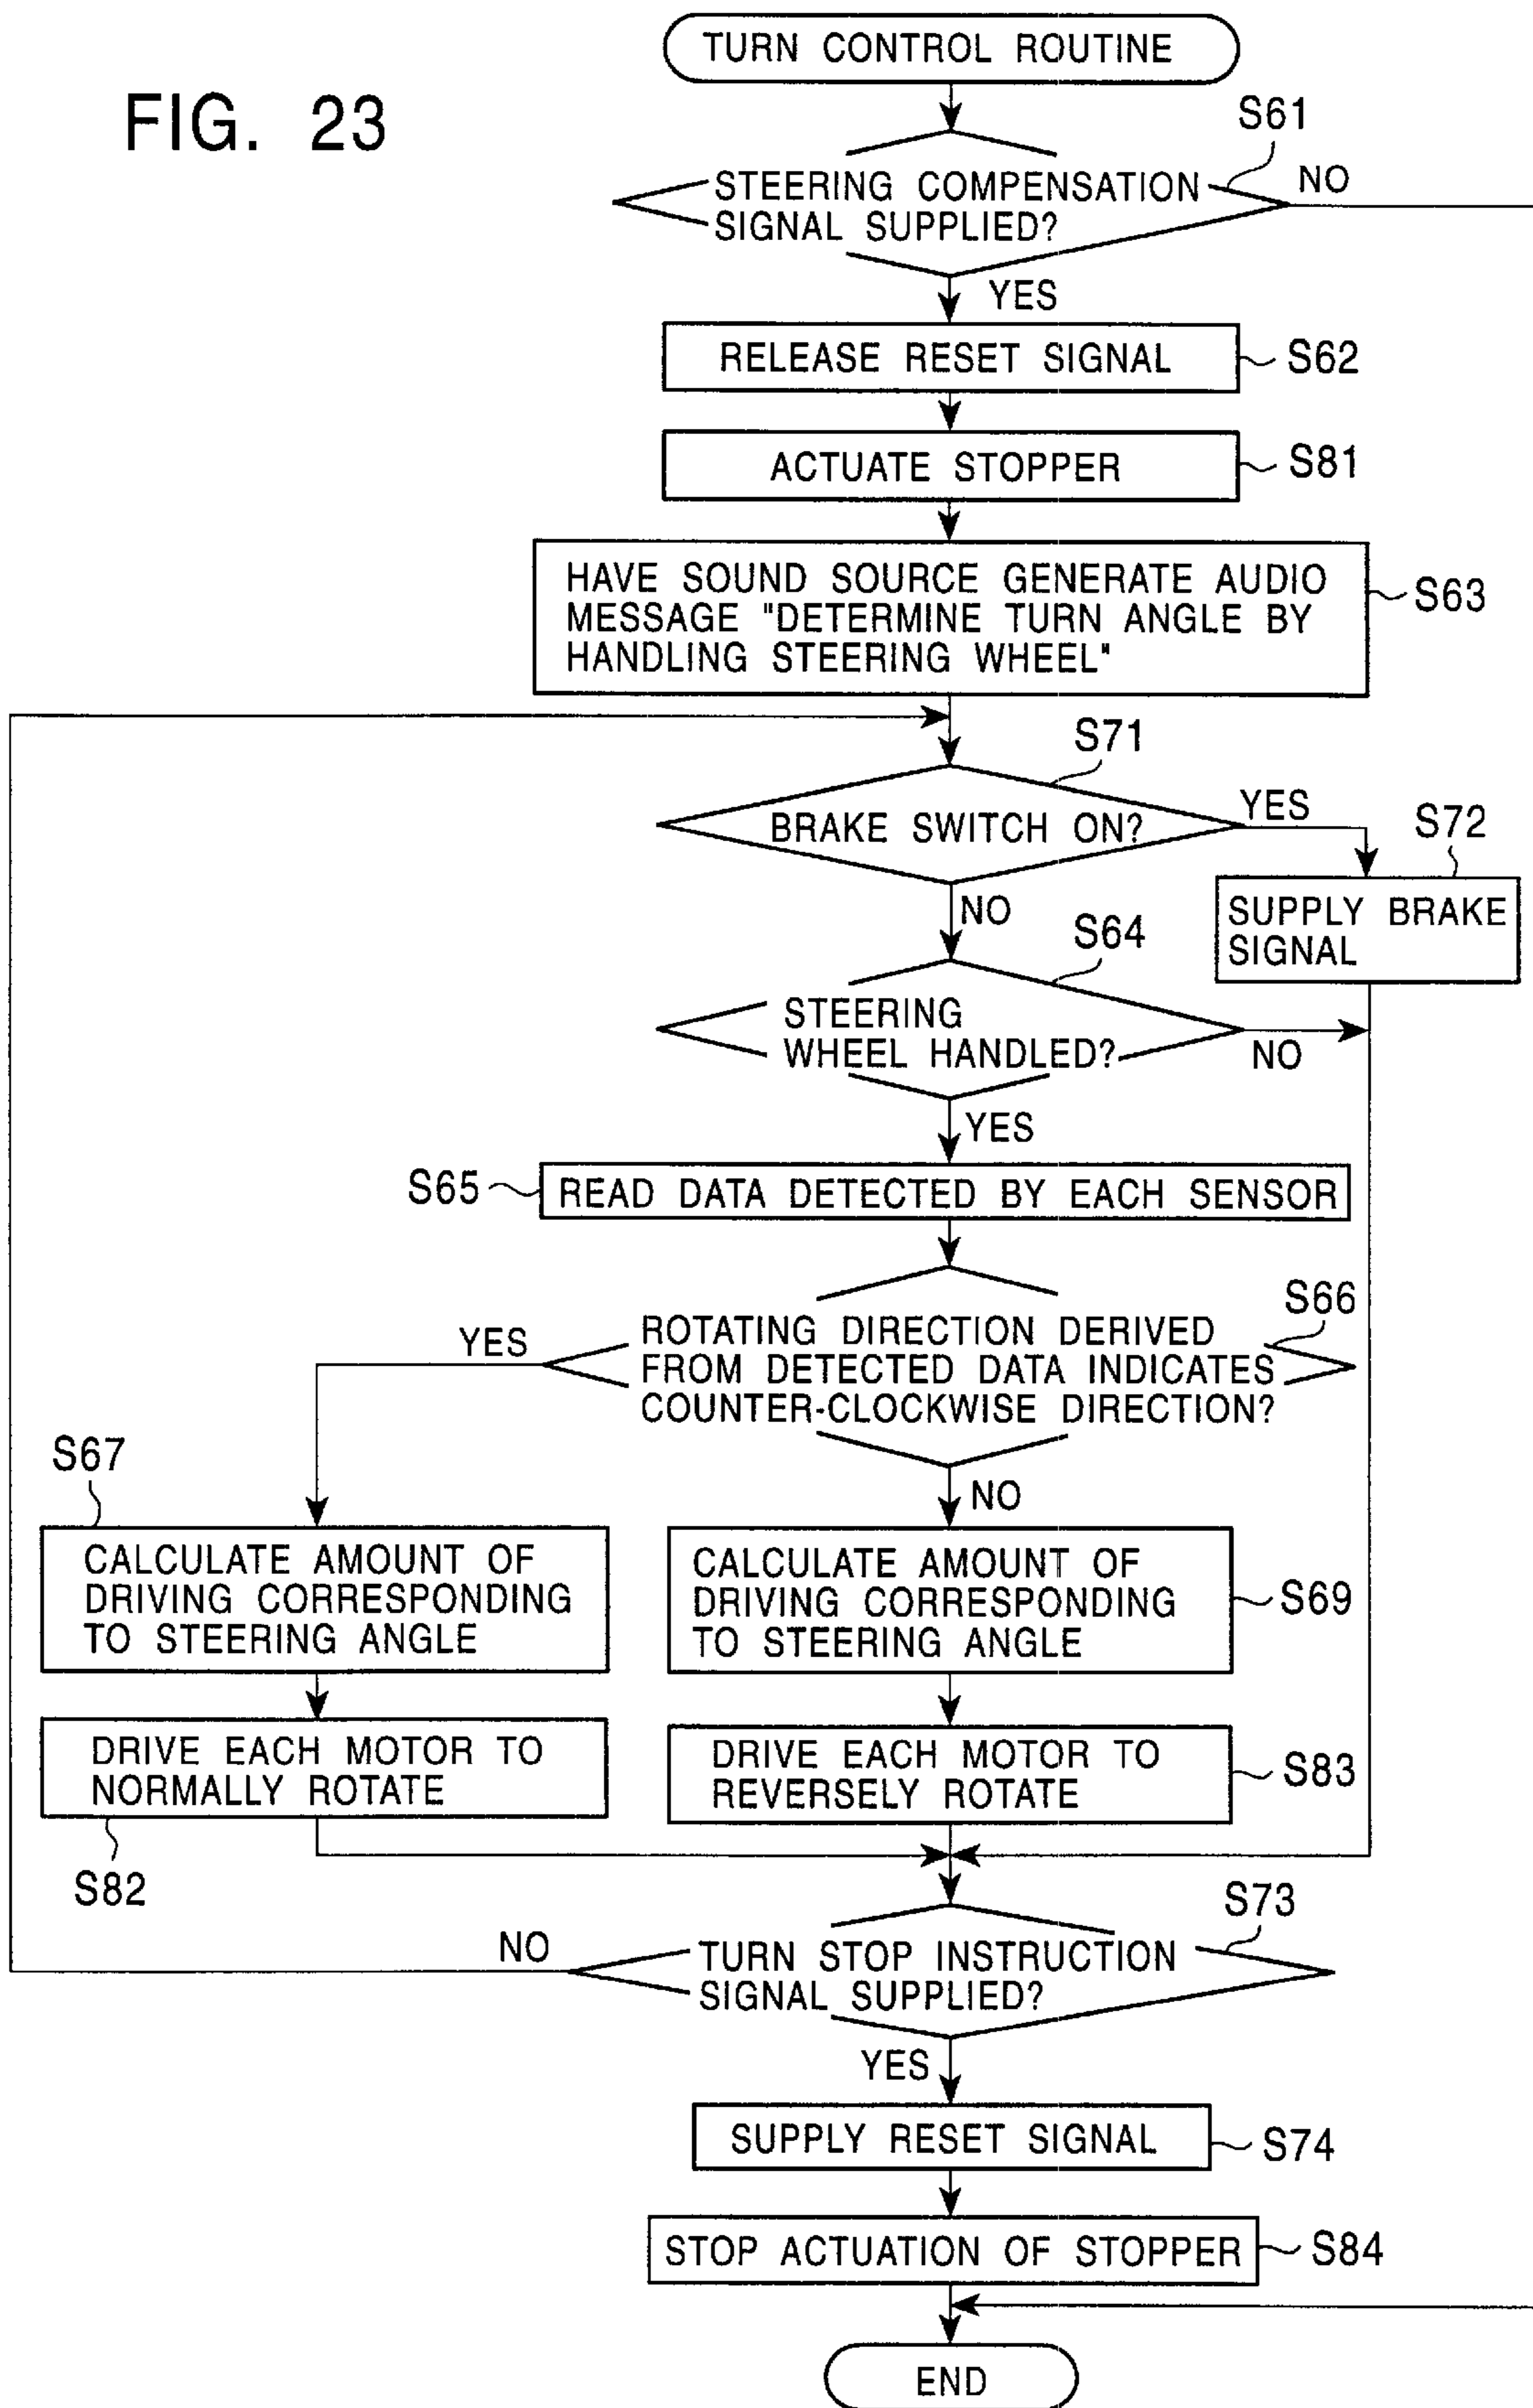 TURN CONTROL ROUTINE
FIG. 23
S61
STEERING COMPENSATION
SIGNAL SUPPLIED?
NO
YES
RELEASE RESET SIGNAL
S62
ACTUATE STOPPER
S81
HAVE SOUND SOURCE GENERATE AUDIO
MESSAGE "DETERMINE TURN ANGLE BY
HANDLING STEERING WHEEL"
S63
S71
BRAKE SWITCH ON?
YES
S72
SUPPLY BRAKE
SIGNAL
NO
S64
STEERING
WHEEL HANDLED?
NO
YES
S65
READ DATA DETECTED BY EACH SENSOR
S66
ROTATING DIRECTION DERIVED
FROM DETECTED DATA INDICATES
COUNTER-CLOCKWISE DIRECTION?
YES
NO
S67
CALCULATE AMOUNT OF
DRIVING CORRESPONDING
TO STEERING ANGLE
CALCULATE AMOUNT OF
DRIVING CORRESPONDING
TO STEERING ANGLE
S69
DRIVE EACH MOTOR TO
NORMALLY ROTATE
S82
DRIVE EACH MOTOR TO
REVERSELY ROTATE
S83
S73
TURN STOP INSTRUCTION
SIGNAL SUPPLIED?
NO
YES
SUPPLY RESET SIGNAL
S74
STOP ACTUATION OF STOPPER
S84
END